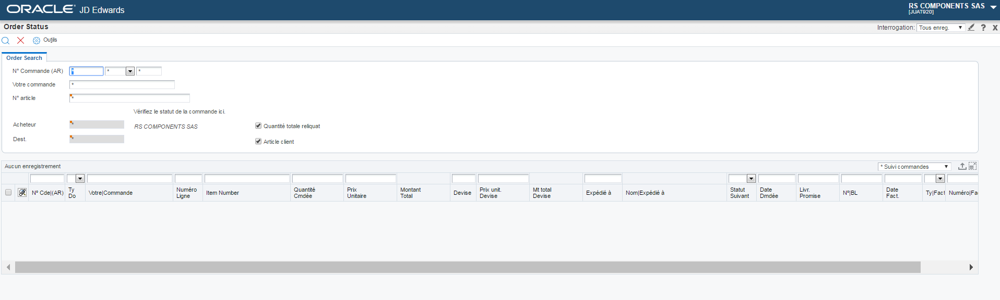 ORACLE® JD Edwards
RS COMPONENTS SAS
[JUAT920]
Order Status
Interrogation: Tous enreg.
? X
Outils
Order Search
N° Commande (AR) * * *
Votre commande *
N° article *
Vérifiez le statut de la commande ici.
Acheteur * RS COMPONENTS SAS Quantité totale reliquat
Dest. * Article client
Aucun enregistrement * Suivi commandes
N° Cde|(AR)
Ty
Do
Votre|Commande
Numéro
Ligne
Item Number
Quantité
Cmdée
Prix
Unitaire
Montant
Total
Devise
Prix unit.
Devise
Mt total
Devise
Expédié à
Nom|Expédié à
Statut
Suivant
Date
Dmdée
Livr.
Promise
N°|BL
Date
Fact.
Ty|Fact
Numéro|Fac